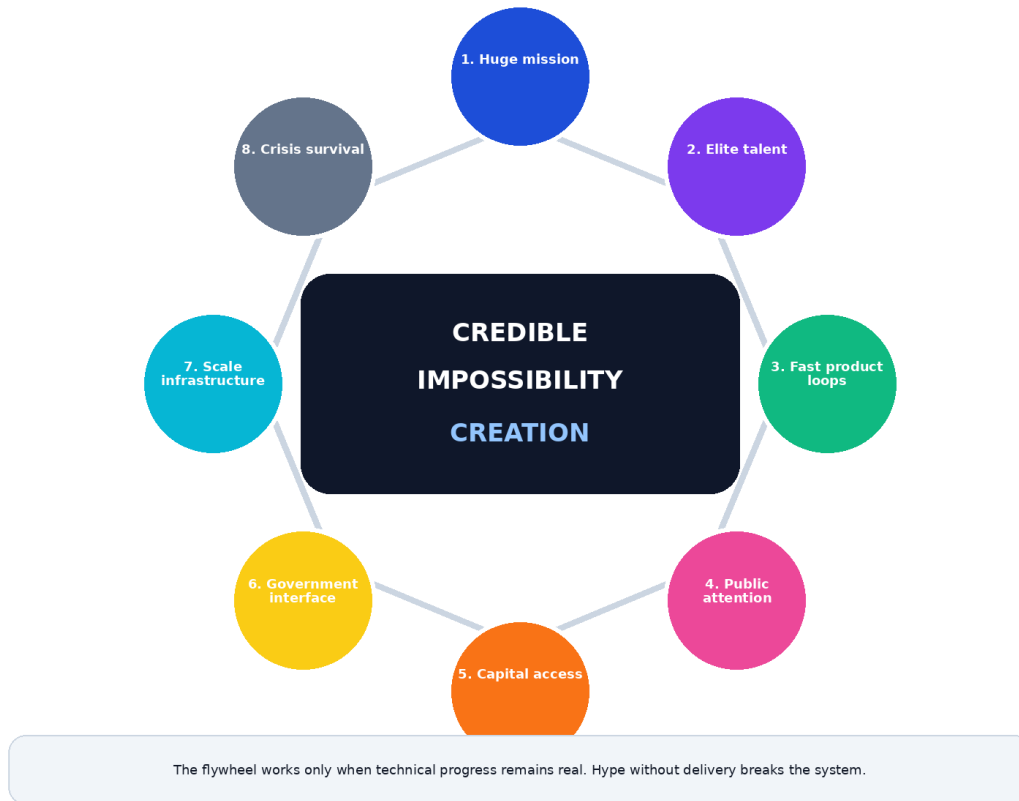 1. Huge mission
2. Elite talent
3. Fast product
loops
4. Public
attention
5. Capital access
6. Government
interface
7. Scale
infrastructure
8. Crisis survival
CREDIBLE
IMPOSSIBILITY
CREATION
The flywheel works only when technical progress remains real. Hype without delivery breaks the system.